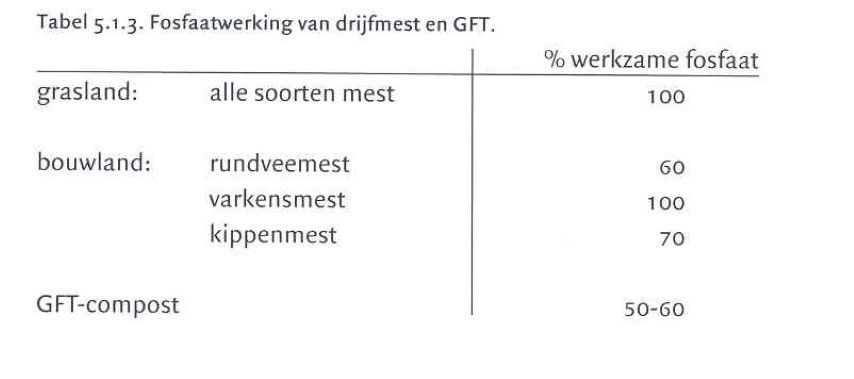 Tabel 5.1.3. Fosfaatwerking van drijfmest en GFT.
% werkzame fosfaat
grasland: alle soorten mest 100
bouwland: rundveemest 60
varkensmest 100
kippenmest 70
GFT-compost 50-60